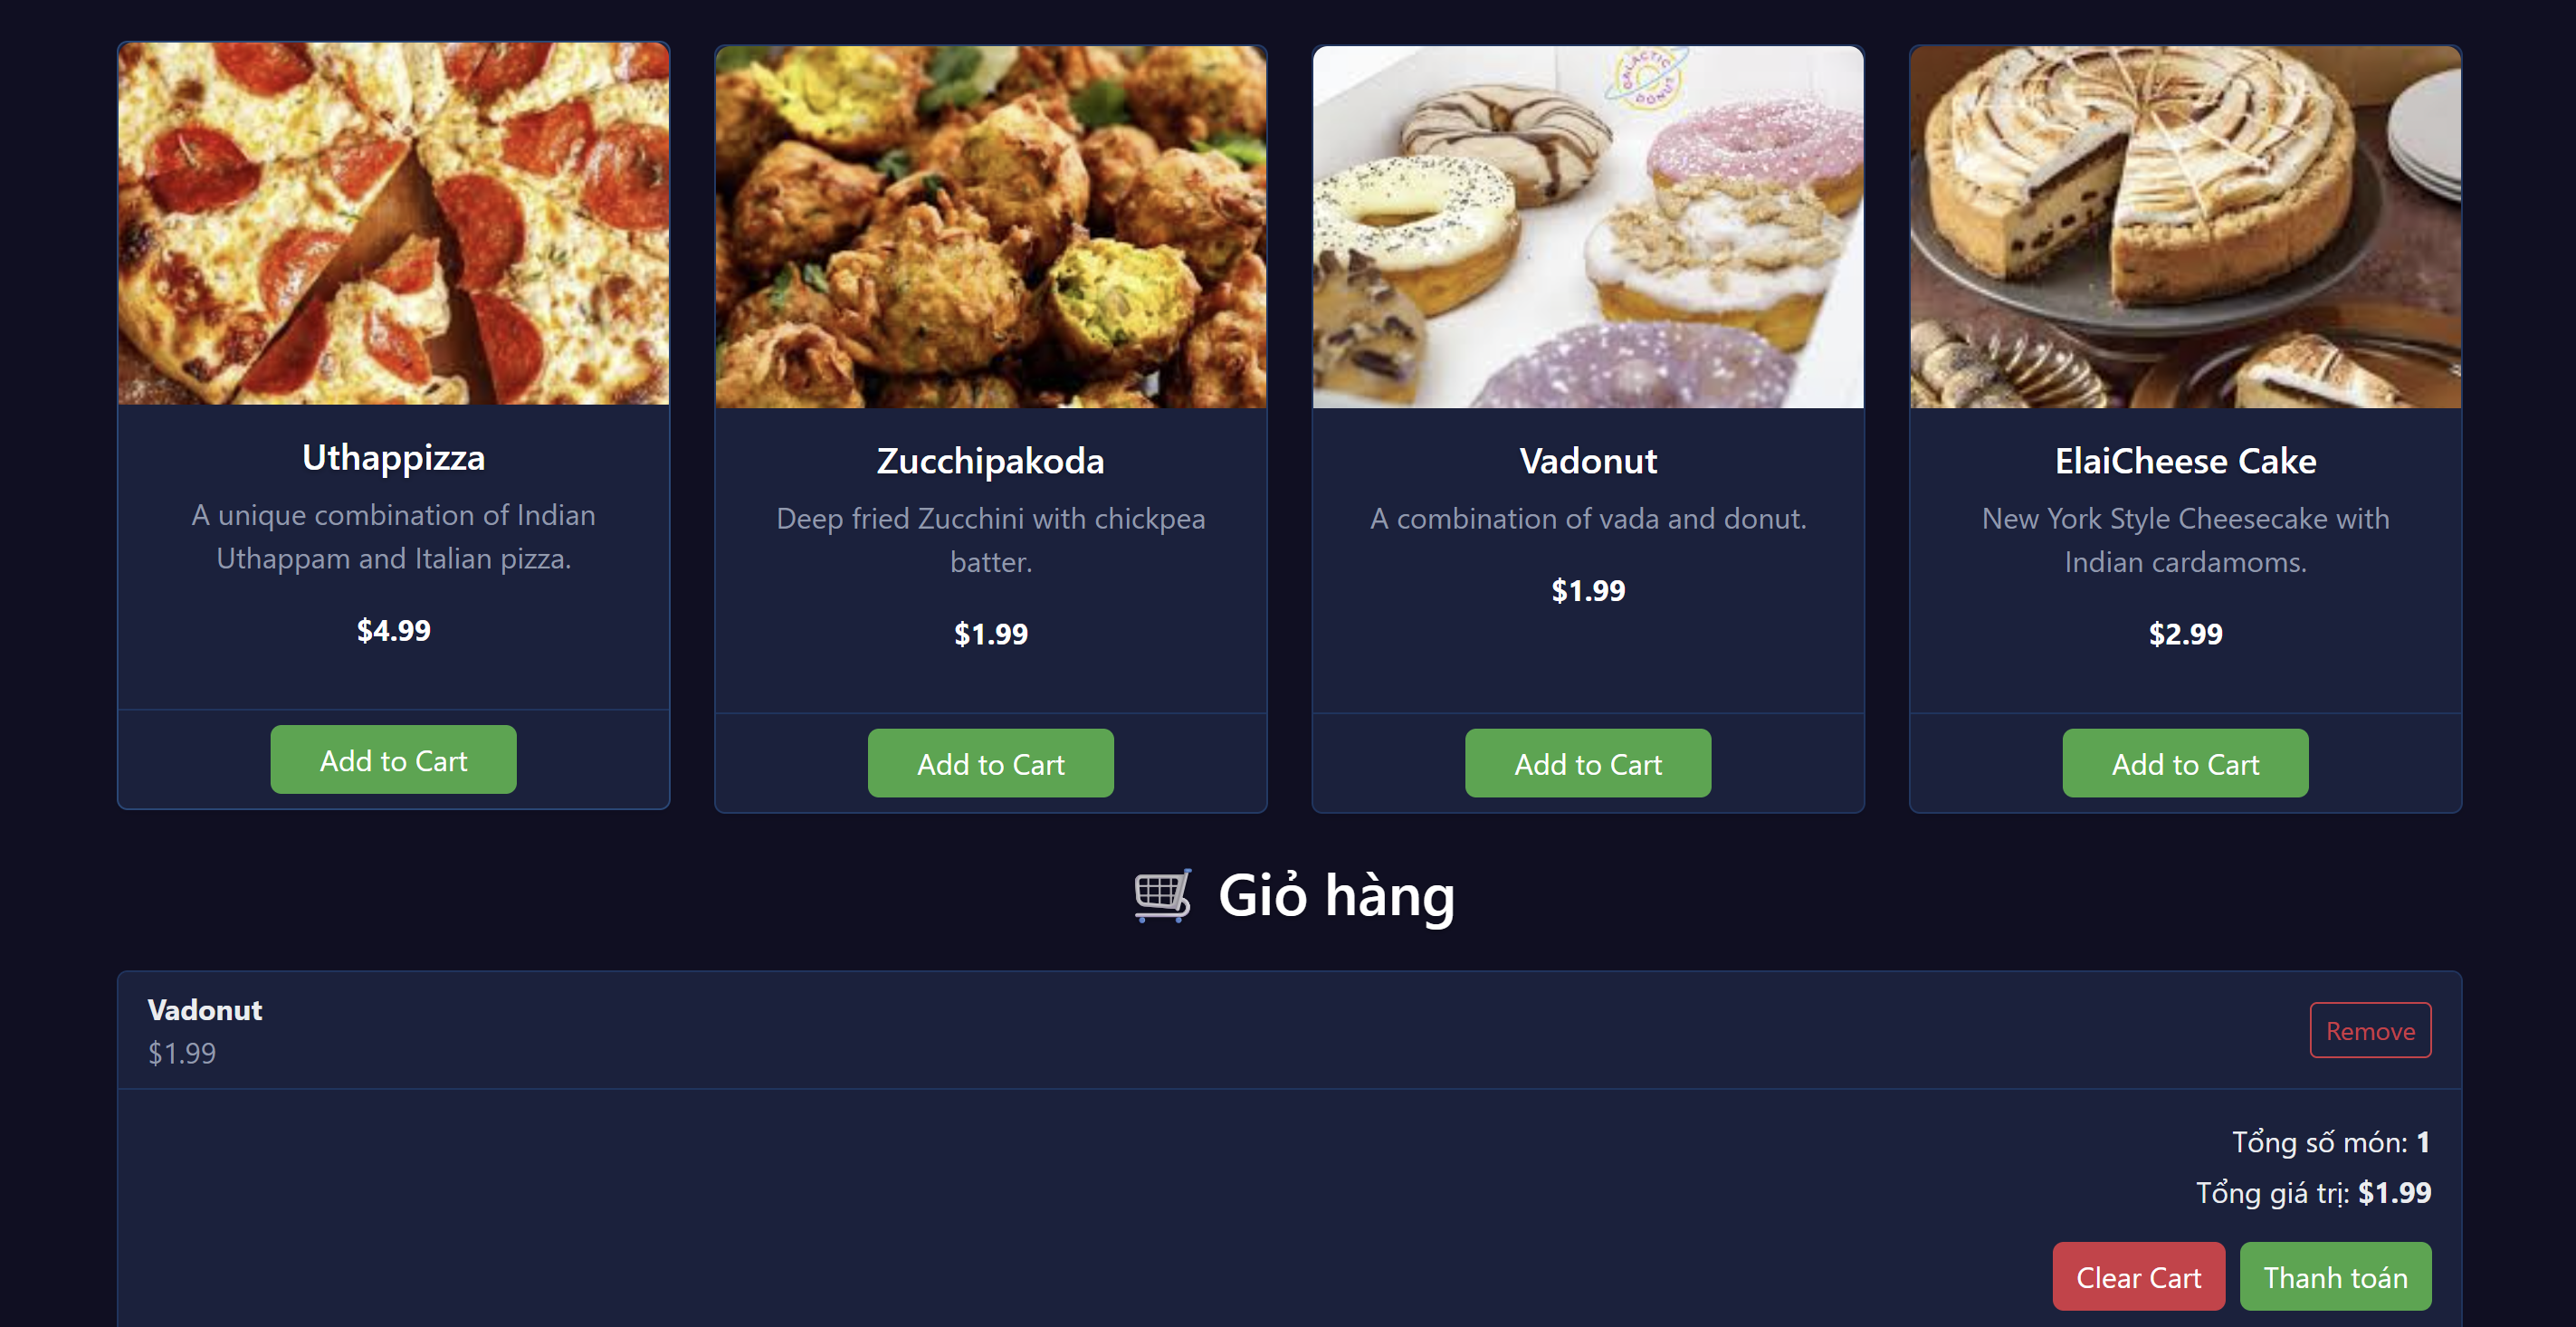 GALACTIC
DONUT
Uthappizza
A unique combination of Indian
Uthappam and Italian pizza.
$4.99
Add to Cart
Zucchipakoda
Deep fried Zucchini with chickpea
batter.
$1.99
Add to Cart
Vadonut
A combination of vada and donut.
$1.99
Add to Cart
ElaiCheese Cake
New York Style Cheesecake with
Indian cardamoms.
$2.99
Add to Cart
Giỏ hàng
Vadonut
$1.99
Remove
Tổng số món: 1
Tổng giá trị: $1.99
Clear Cart
Thanh toán